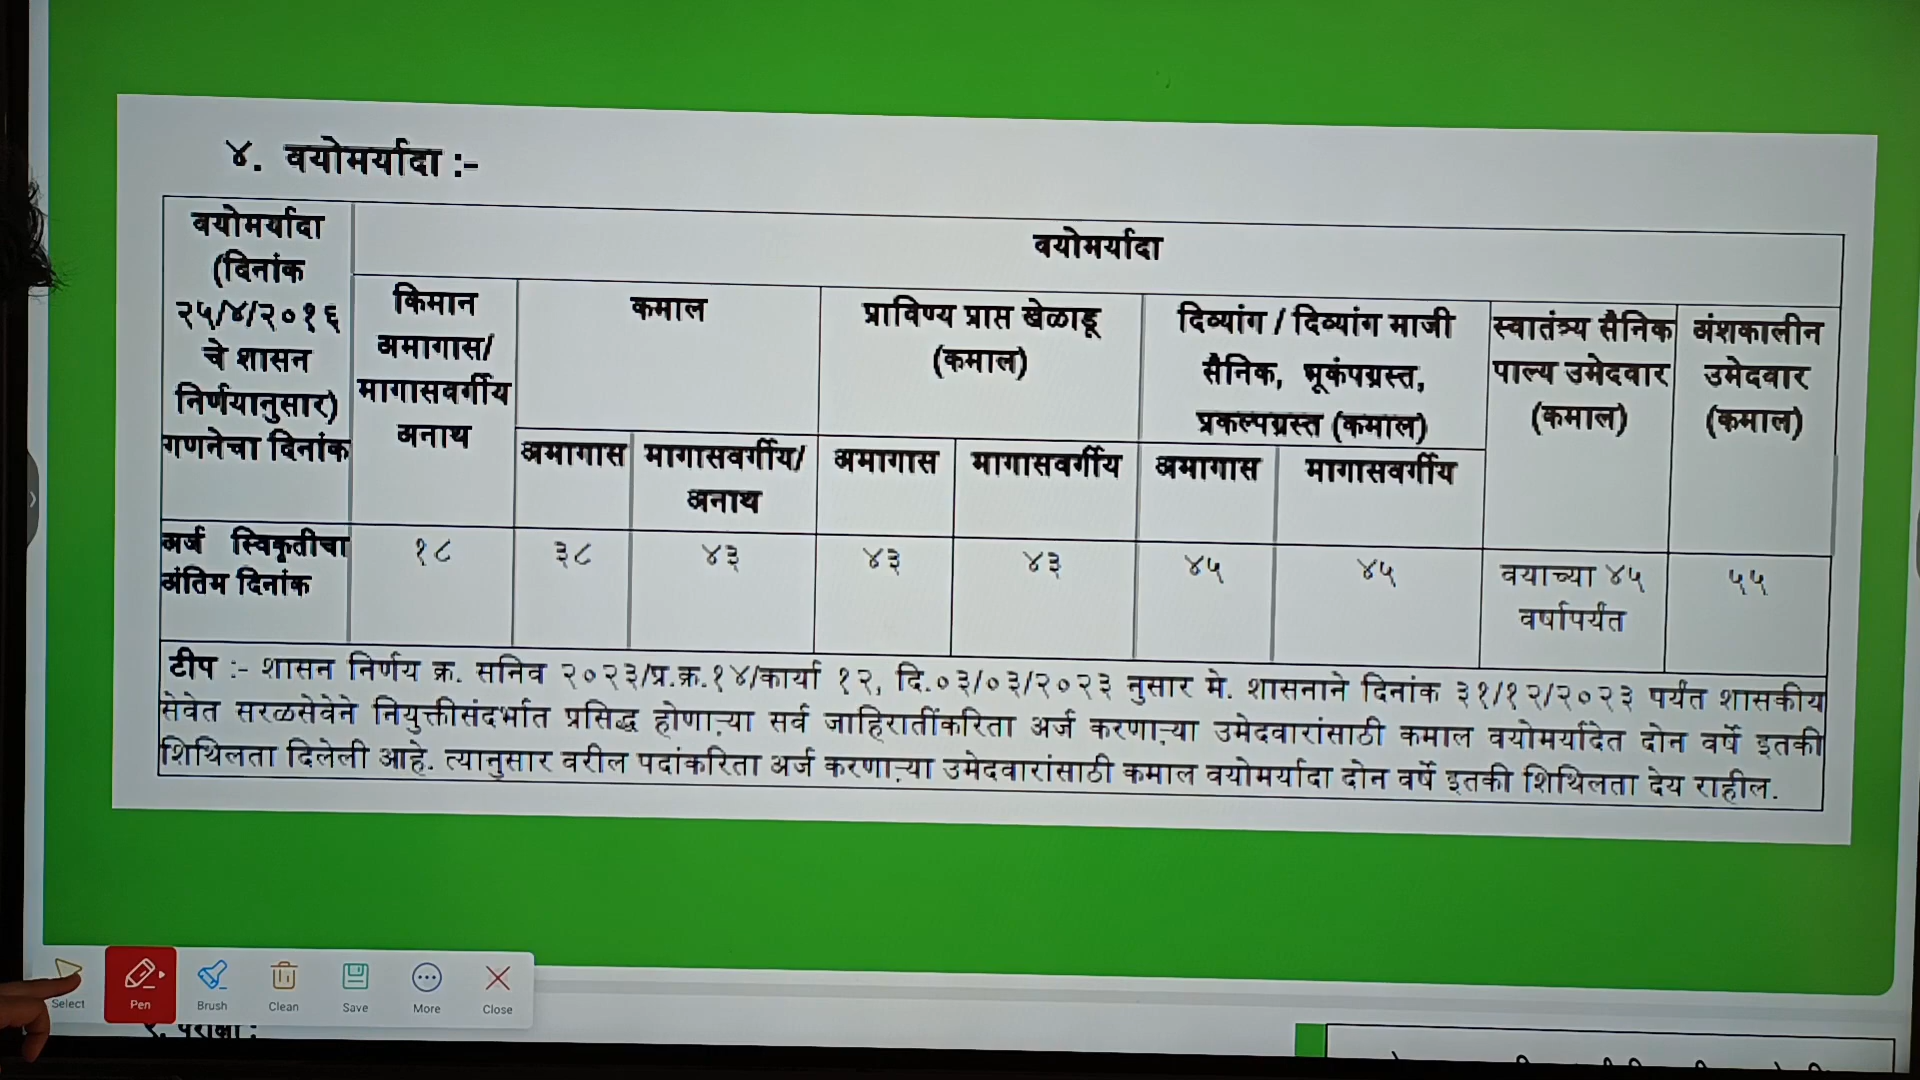 ४. वयोमर्यादा :-
वयोमर्यादा
(दिनांक
२५/४/२०१६
चे शासन
निर्णयानुसार)
गणनेचा दिनांक
वयोमर्यादा
किमान
अमागास/
मागासवर्गीय
अनाथ
कमाल
प्राविण्य प्राप्त खेळाडू
(कमाल)
दिव्यांग / दिव्यांग माजी
सैनिक, भूकंपग्रस्त,
प्रकल्पग्रस्त (कमाल)
स्वातंत्र्य सैनिक
पाल्य उमेदवार
(कमाल)
अंशकालीन
उमेदवार
(कमाल)
अमागास
मागासवर्गीय/
अनाथ
अमागास
मागासवर्गीय
अमागास
मागासवर्गीय
अर्ज स्विकृतीचा
अंतिम दिनांक
१८
३८
४३
४३
४३
४५
४५
वयाच्या ४५
वर्षापर्यंत
५५
टीप :- शासन निर्णय क्र. सनिव २०२३/प्र.क्र.१४/कार्या १२, दि.०३/०३/२०२३ नुसार मे. शासनाने दिनांक ३१/१२/२०२३ पर्यंत शासकीय
सेवेत सरळसेवेने नियुक्तीसंदर्भात प्रसिद्ध होणाऱ्या सर्व जाहिरातींकरिता अर्ज करणाऱ्या उमेदवारांसाठी कमाल वयोमर्यादेत दोन वर्षे इतकी
शिथिलता दिलेली आहे. त्यानुसार वरील पदांकरिता अर्ज करणाऱ्या उमेदवारांसाठी कमाल वयोमर्यादा दोन वर्षे इतकी शिथिलता देय राहील.
Select
Pen
Brush
Clean
Save
More
Close